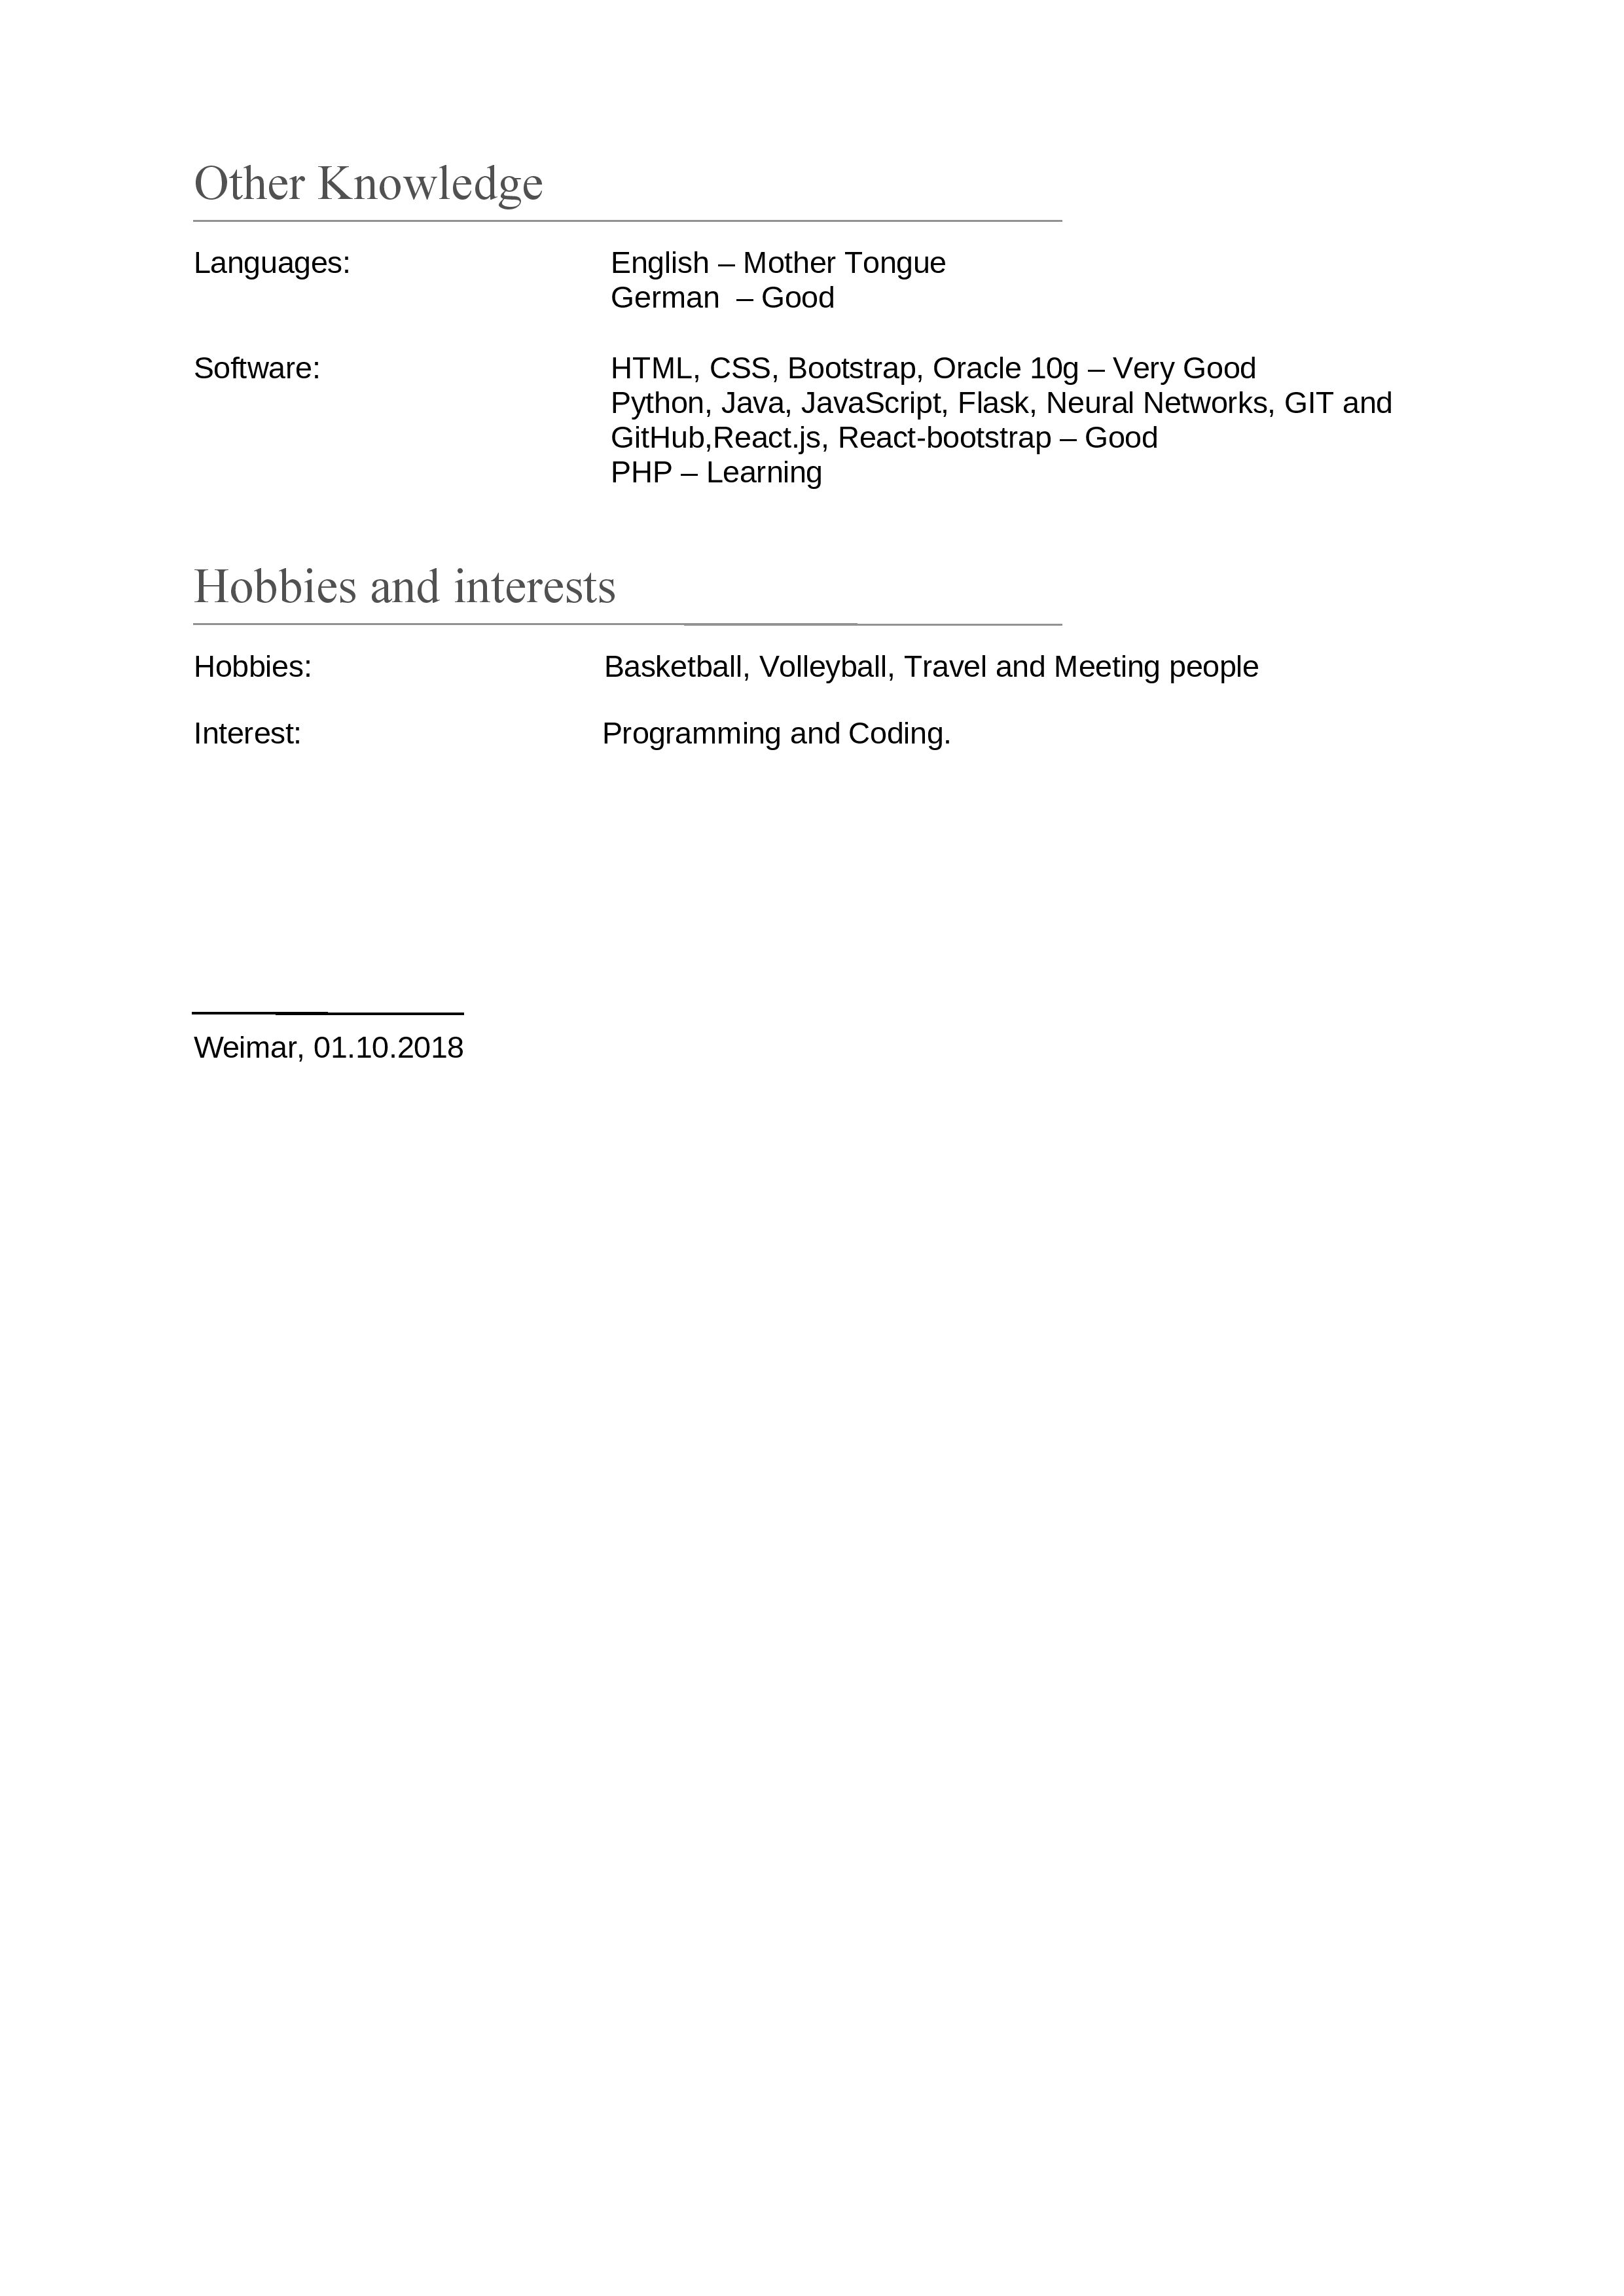 Other Knowledge
Languages: English – Mother Tongue
German  – Good
Software: HTML, CSS, Bootstrap, Oracle 10g – Very Good
Python, Java, JavaScript, Flask, Neural Networks, GIT and
GitHub,React.js, React-bootstrap – Good
PHP – Learning
Hobbies and interests
Hobbies: Basketball, Volleyball, Travel and Meeting people
Interest: Programming and Coding.
Weimar, 01.10.2018